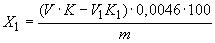 X₁ = (V · K − V₁K₁) · 0,0046 · 100 / m